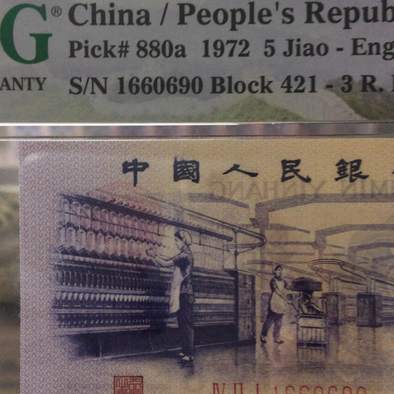 G® China / People's Repub
Pick# 880a 1972 5 Jiao - Eng
ANTY S/N 1660690 Block 421 - 3 R.
中國人民銀